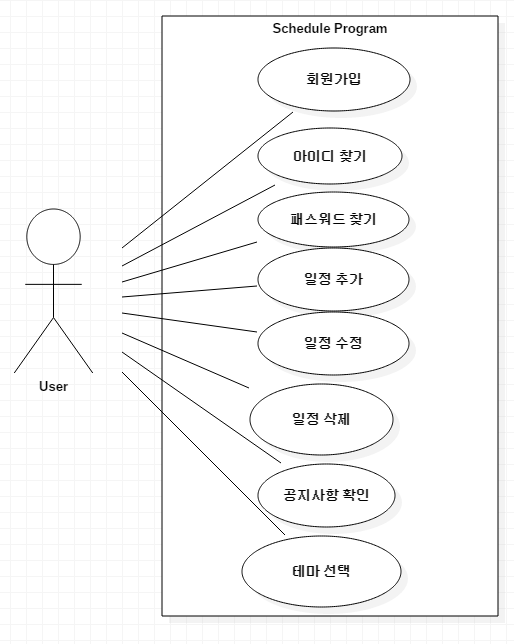 Schedule Program
회원가입
아이디 찾기
패스워드 찾기
일정 추가
일정 수정
일정 삭제
공지사항 확인
테마 선택
User